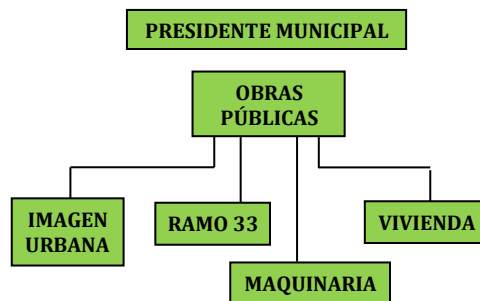 PRESIDENTE MUNICIPAL
OBRAS
PÚBLICAS
IMAGEN
URBANA
RAMO 33
VIVIENDA
MAQUINARIA